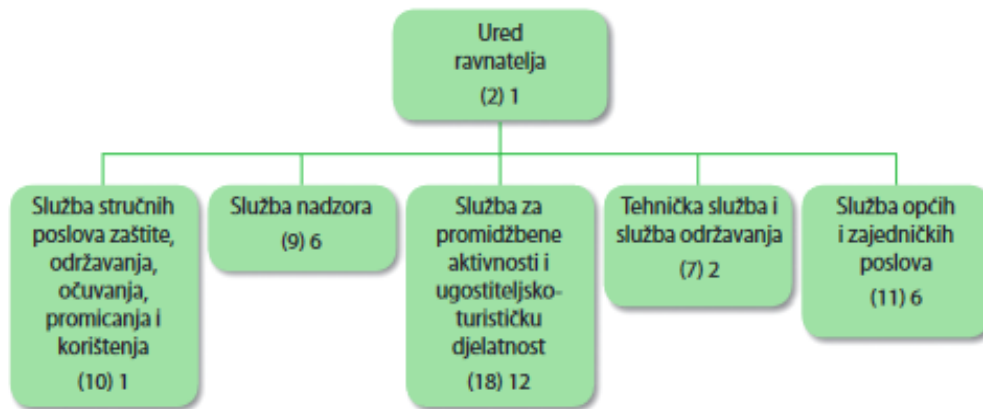 Ured
ravnatelja
(2) 1
Služba stručnih
poslova zaštite,
održavanja,
očuvanja,
promicanja i
korištenja
(10) 1
Služba nadzora
(9) 6
Služba za
promidžbene
aktivnosti i
ugostiteljsko-
turističku
djelatnost
(18) 12
Tehnička služba i
služba održavanja
(7) 2
Služba općih
i zajedničkih
poslova
(11) 6